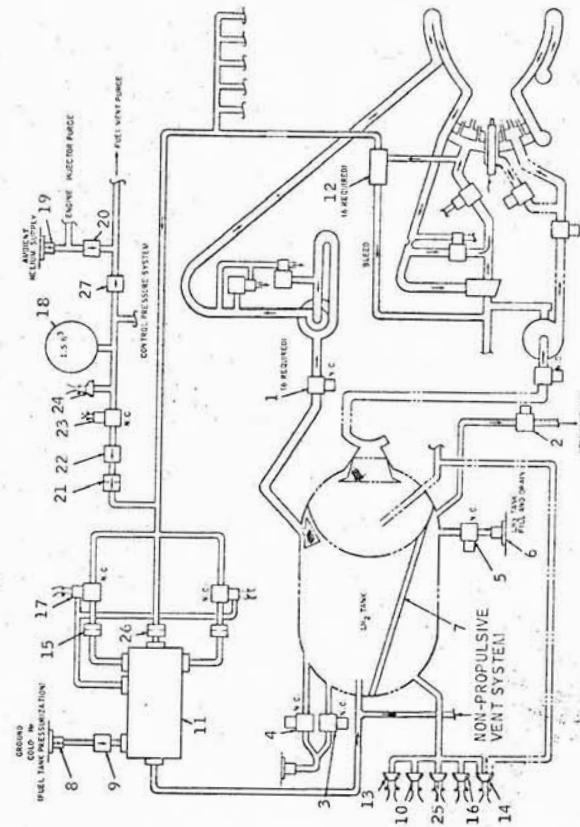 AMBIENT
HELIUM SUPPLY
19
ENGINE INJECTOR PURGE
FUEL VENT PURGE
20
27
18
1.5 ft³
CONTROL PRESSURE SYSTEM
24
23
N.C.
22
21
17
N.C.
15
26
N.C.
GROUND
COLD He
(FUEL TANK PRESSURIZATION)
8
9
11
12
(6 REQUIRED)
BLEED
1
(6 REQUIRED)
N.C.
2
N.C.
5
6
LH2 TANK
FILL AND DRAIN
LH2 TANK
7
4
N.C.
3
N.C.
NON-PROPULSIVE
VENT SYSTEM
13
10
25
16
14